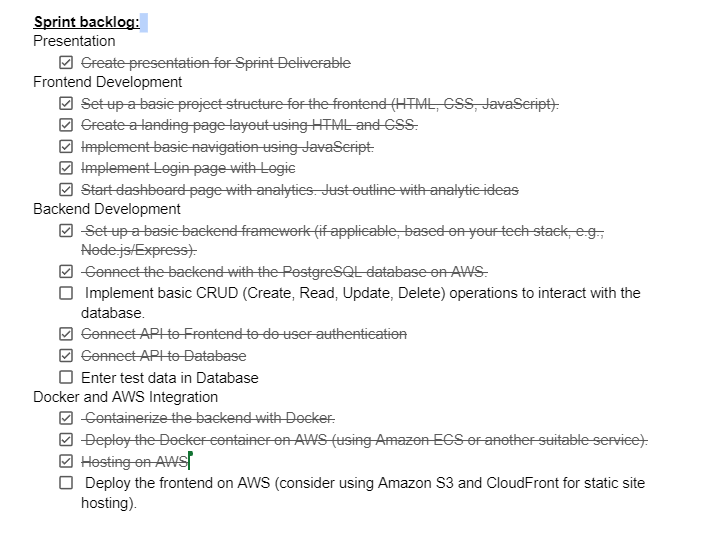 Sprint backlog:
Presentation
Create presentation for Sprint Deliverable
Frontend Development
Set up a basic project structure for the frontend (HTML, CSS, JavaScript).
Create a landing page layout using HTML and CSS.
Implement basic navigation using JavaScript.
Implement Login page with Logic
Start dashboard page with analytics. Just outline with analytic ideas
Backend Development
Set up a basic backend framework (if applicable, based on your tech stack, e.g.,
Node.js/Express).
Connect the backend with the PostgreSQL database on AWS.
Implement basic CRUD (Create, Read, Update, Delete) operations to interact with the
database.
Connect API to Frontend to do user authentication
Connect API to Database
Enter test data in Database
Docker and AWS Integration
Containerize the backend with Docker.
Deploy the Docker container on AWS (using Amazon ECS or another suitable service).
Hosting on AWS
Deploy the frontend on AWS (consider using Amazon S3 and CloudFront for static site
hosting).